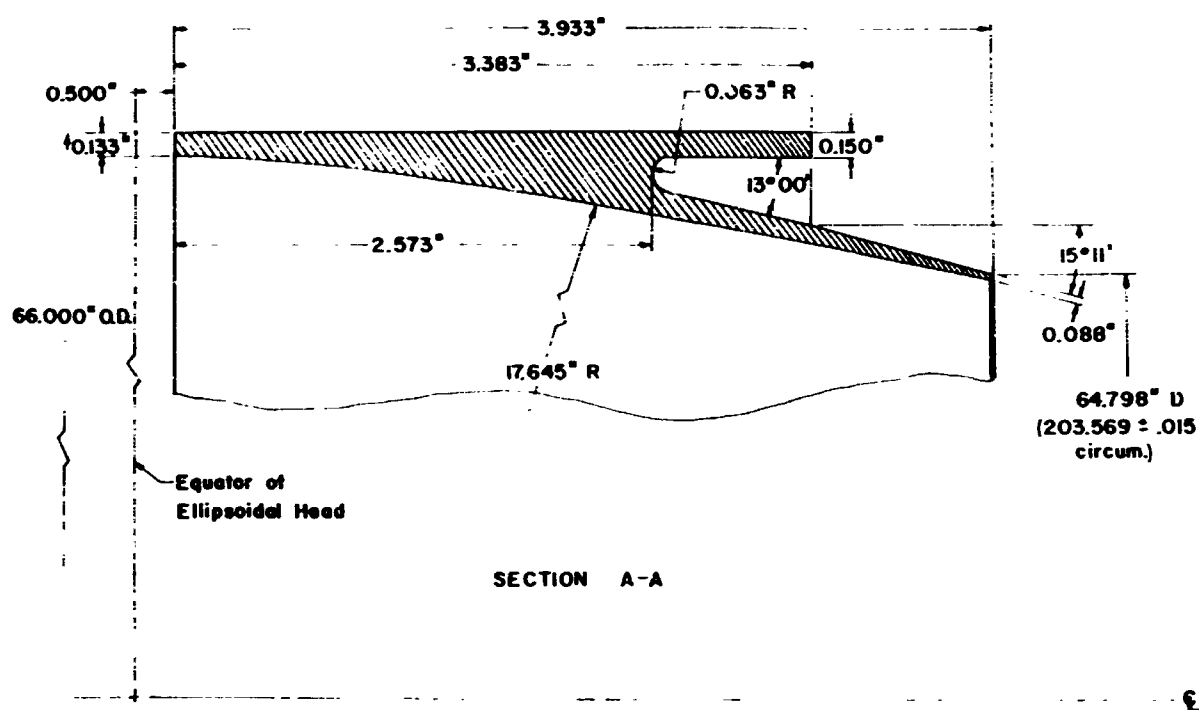 3.933"
3.383"
0.500"
0.063" R
0.133"
0.150"
13°00'
2.573"
15°11'
66.000" O.D.
0.088"
17.645" R
64.798" D
(203.569 ± .015
circum.)
Equator of
Ellipsoidal Head
SECTION A-A
℄